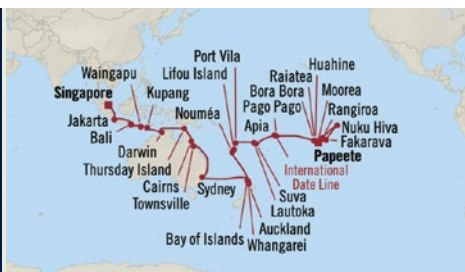 Port Vila
Huahine
Waingapu
Lifou Island
Raiatea
Moorea
Singapore
Kupang
Bora Bora
Rangiroa
Nouméa
Pago Pago
Jakarta
Apia
Nuku Hiva
Bali
Fakarava
Darwin
Papeete
Thursday Island
International
Date Line
Cairns
Sydney
Suva
Townsville
Lautoka
Auckland
Bay of Islands
Whangarei